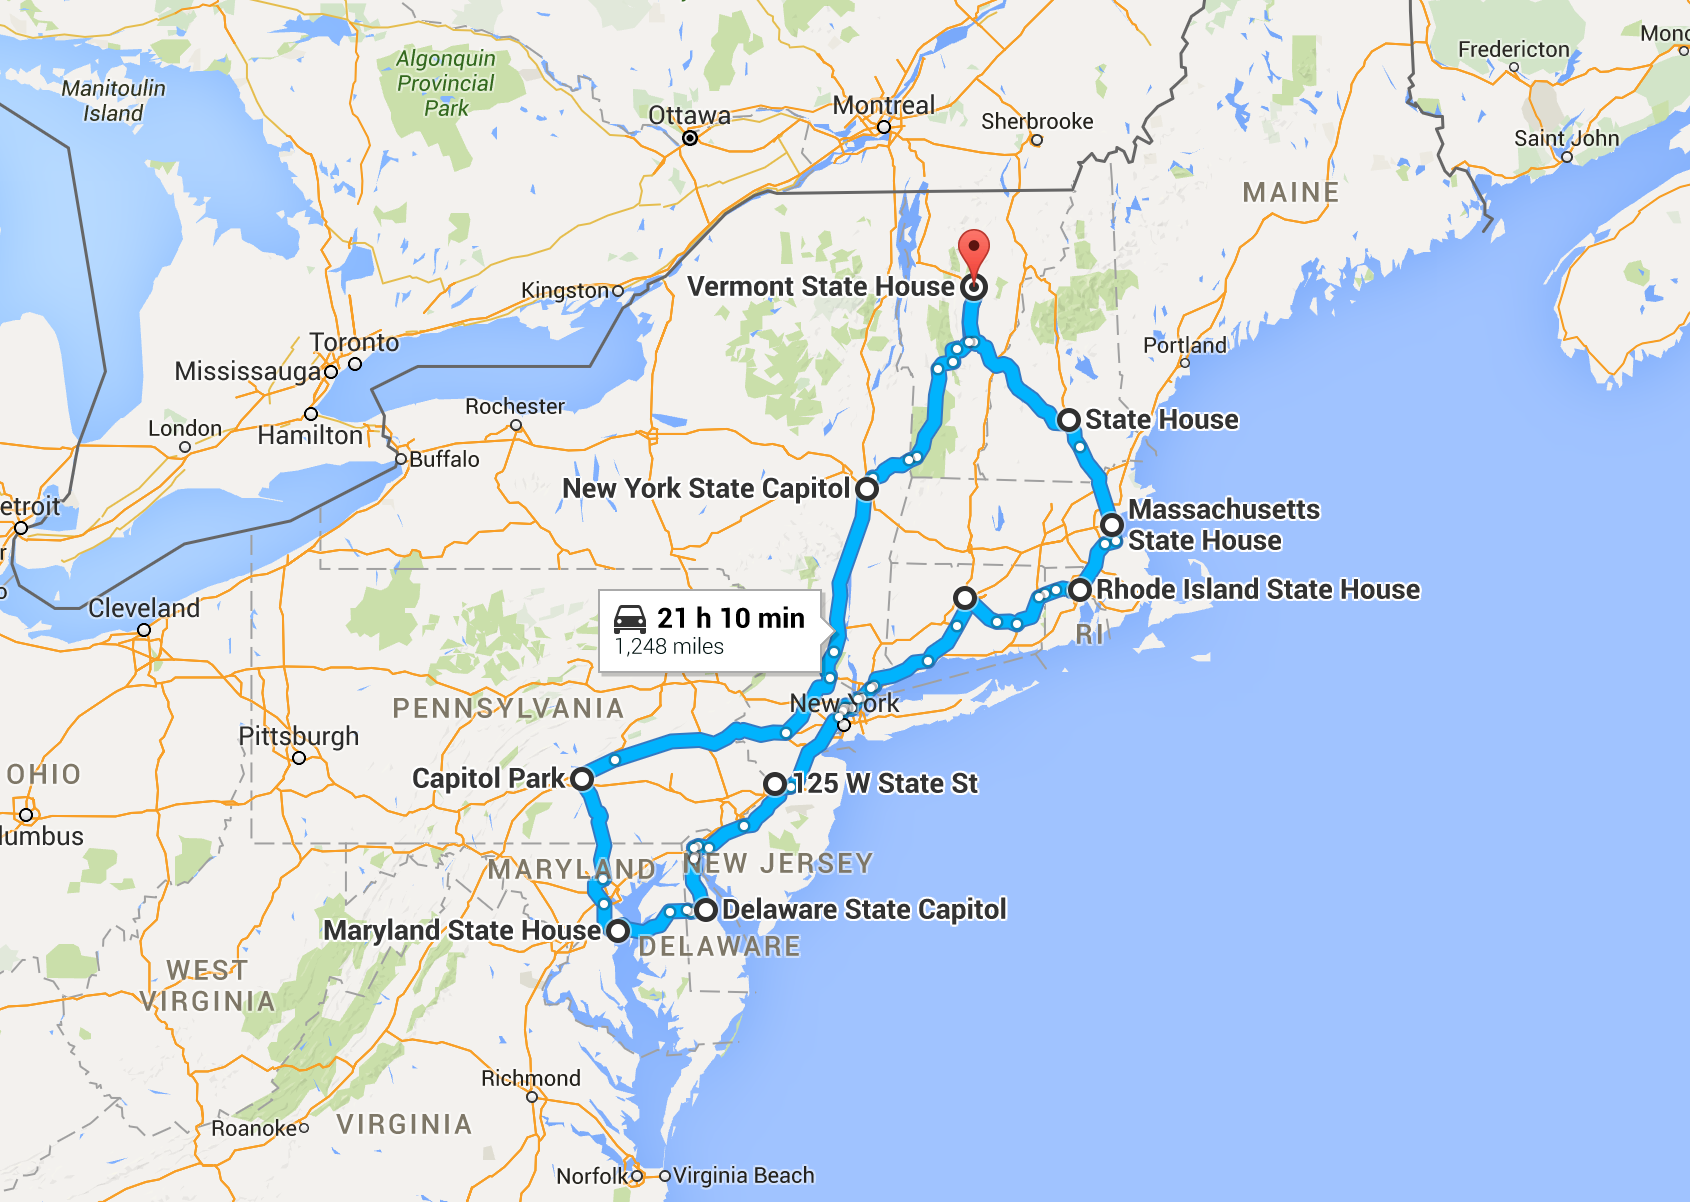 Manitoulin
Island
Algonquin
Provincial
Park
Ottawa
Montreal
Sherbrooke
Fredericton
Monc
Saint John
MAINE
Kingston
Vermont State House
Toronto
Mississauga
Portland
Hamilton
London
Rochester
Buffalo
State House
New York State Capitol
etroit
Massachusetts
State House
Cleveland
21 h 10 min
1,248 miles
Rhode Island State House
RI
PENNSYLVANIA
New York
Pittsburgh
OHIO
Capitol Park
125 W State St
lumbus
MARYLAND
NEW JERSEY
Delaware State Capitol
Maryland State House
DELAWARE
WEST
VIRGINIA
Richmond
Roanoke
VIRGINIA
Norfolk
Virginia Beach